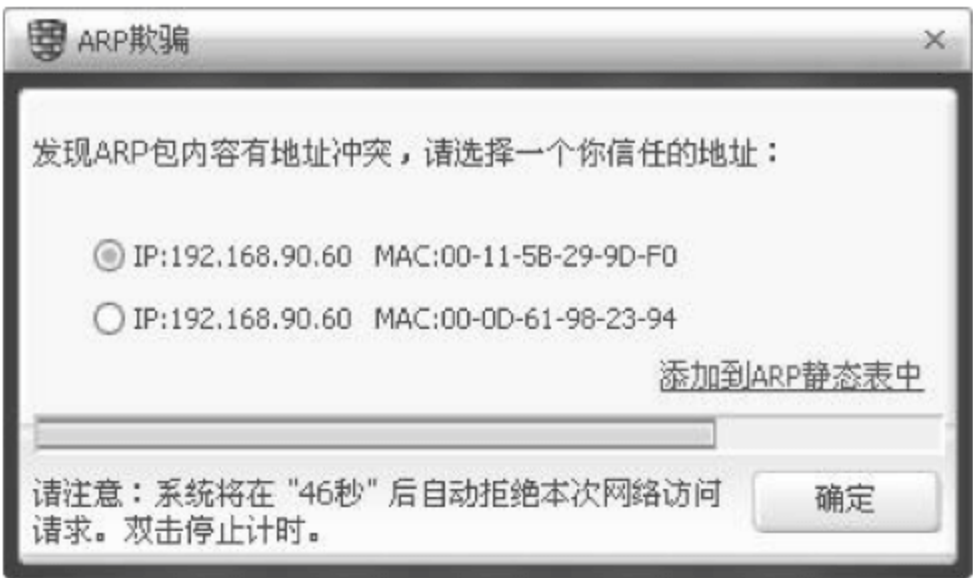 ARP欺骗
发现ARP包内容有地址冲突，请选择一个你信任的地址：
IP:192.168.90.60 MAC:00-11-5B-29-9D-F0
IP:192.168.90.60 MAC:00-0D-61-98-23-94
添加到ARP静态表中
请注意：系统将在 "46秒" 后自动拒绝本次网络访问
请求。双击停止计时。
确定